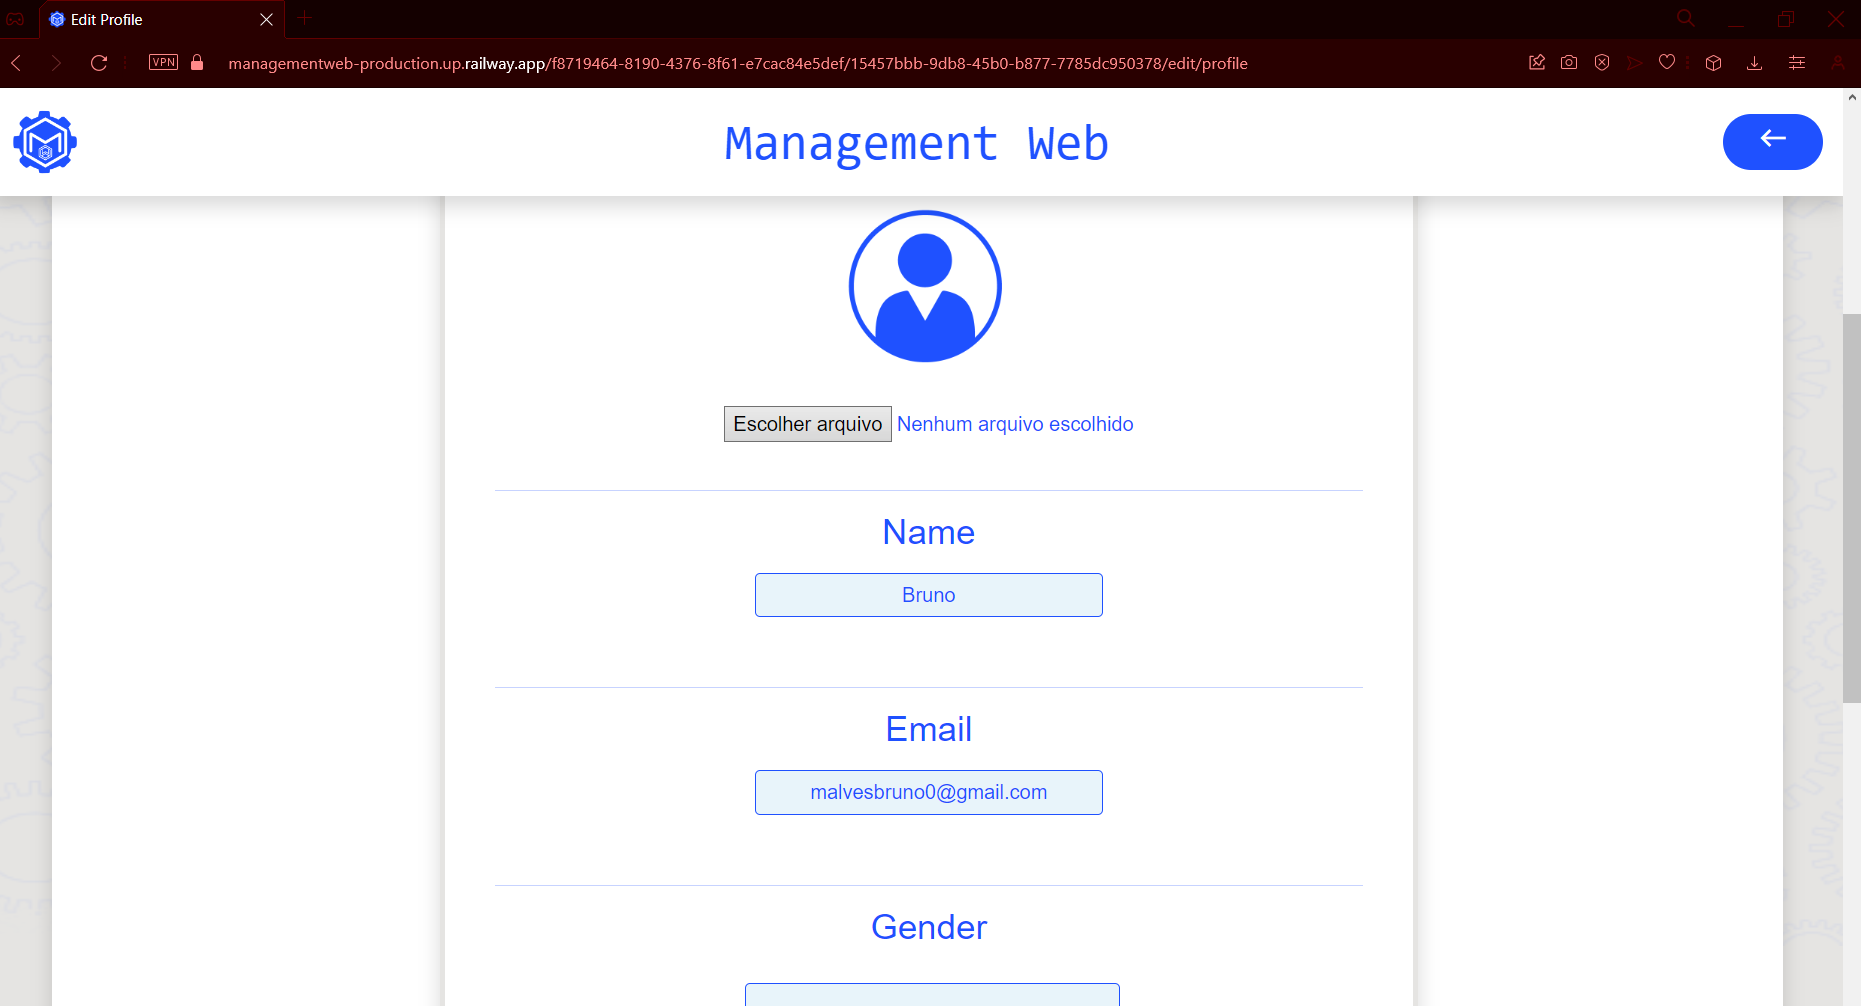 Edit Profile
VPN
managementweb-production.up.railway.app/f8719464-8190-4376-8f61-e7cac84e5def/15457bbb-9db8-45b0-b877-7785dc950378/edit/profile
Management Web
Escolher arquivo Nenhum arquivo escolhido
Name
Bruno
Email
malvesbruno0@gmail.com
Gender